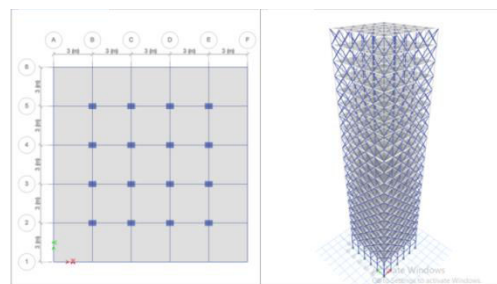 A B C D E F
3 (m) 3 (m) 3 (m) 3 (m) 3 (m)
6
5
4
3
2
1
3 (m)
3 (m)
3 (m)
3 (m)
3 (m)
X
Activate Windows
Go to Settings to activate Windows.